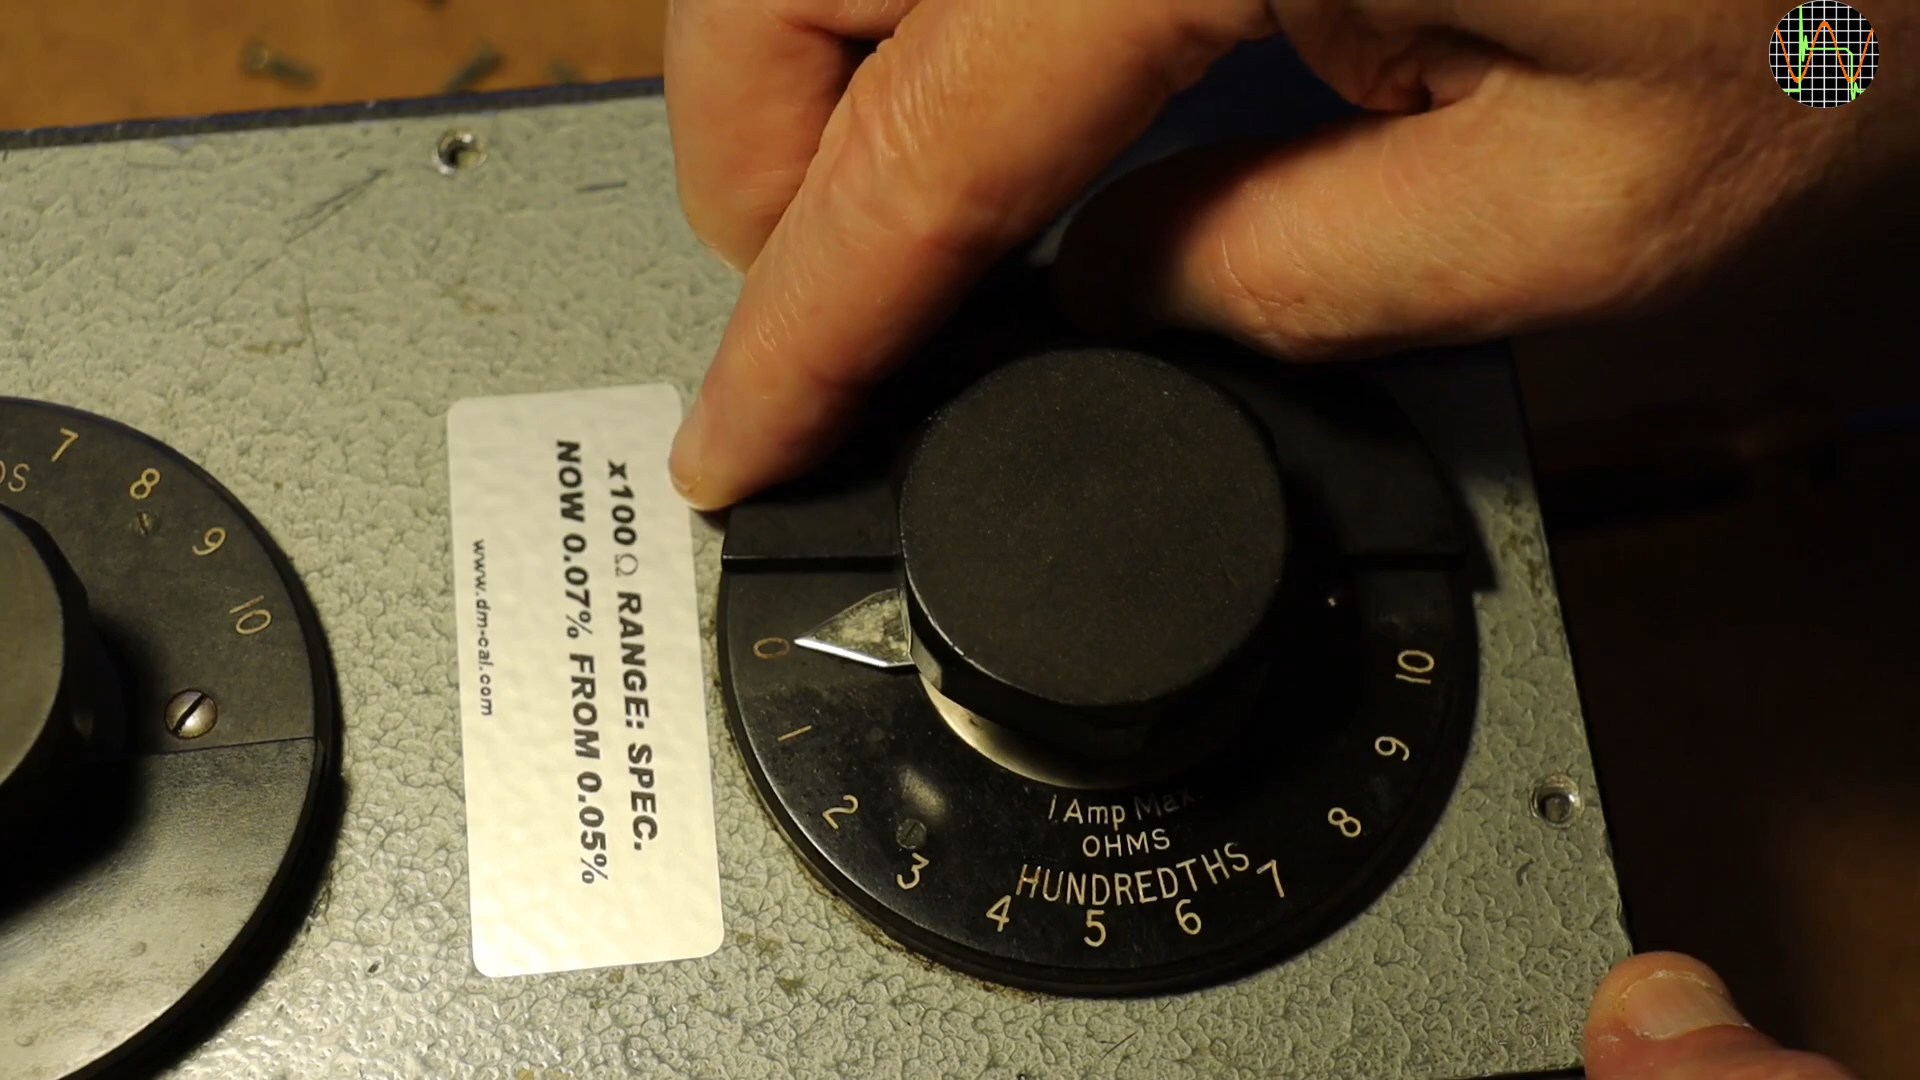 7
8
9
10
x100Ω RANGE: SPEC.
NOW 0.07% FROM 0.05%
www.dm-cal.com
0
1
2
3
4
5
6
7
8
9
10
1 Amp Max.
OHMS
HUNDREDTHS